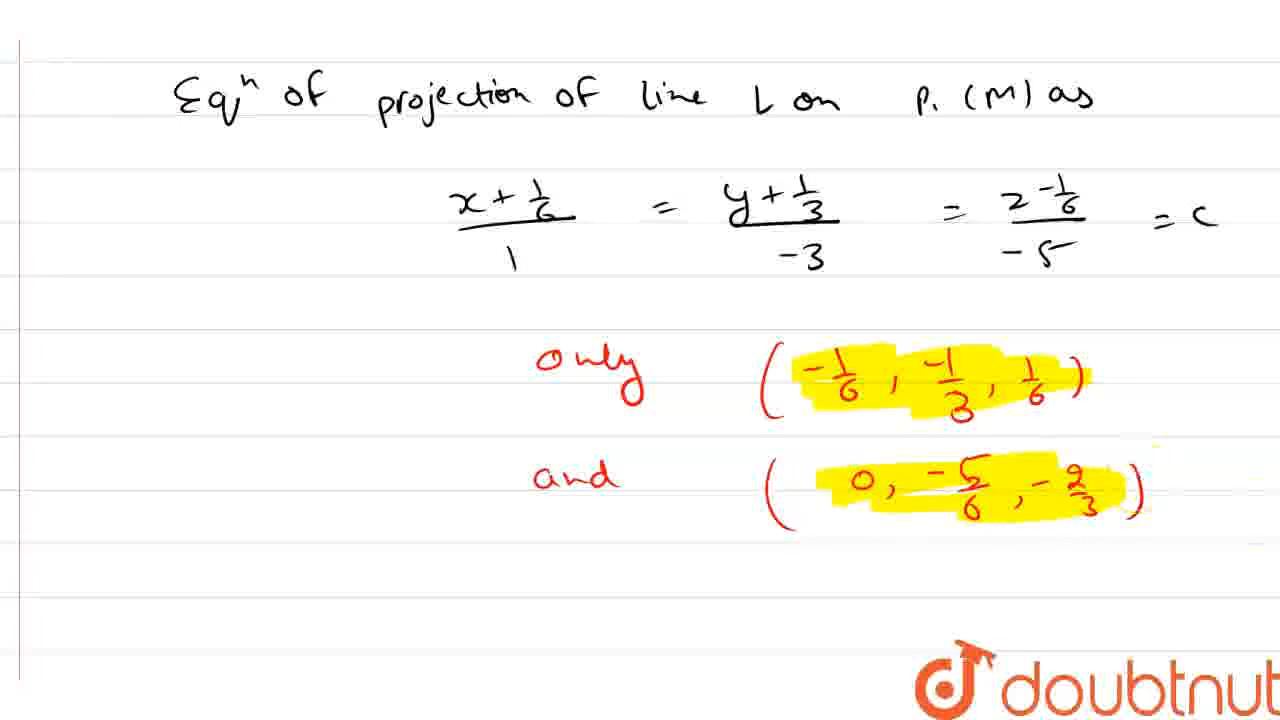 Eqⁿ of projection of line L on P. (M) as
(x + 1/6)/1 = (y + 1/3)/-3 = (z - 1/6)/-5 = c
only (-1/6, -1/3, 1/6)
and (0, -5/6, -2/3)
doubtnut